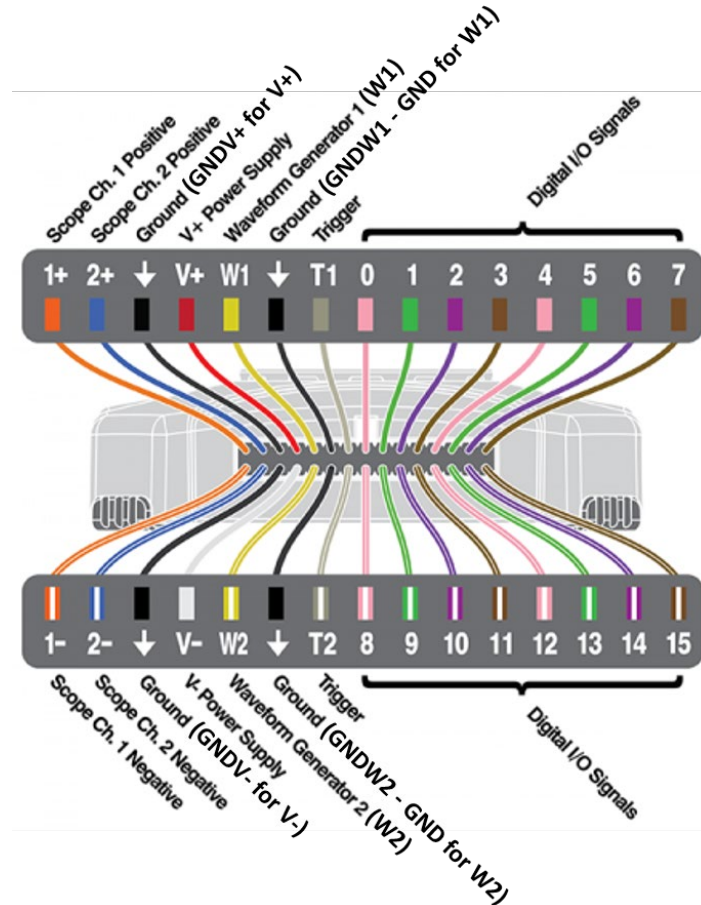 Scope Ch. 1 Positive
Scope Ch. 2 Positive
Ground (GNDV+ for V+)
V+ Power Supply
Waveform Generator 1 (W1)
Ground (GNDW1 - GND for W1)
Trigger
Digital I/O Signals
1+ 2+ ↓ V+ W1 ↓ T1 0 1 2 3 4 5 6 7
1- 2- ↓ V- W2 ↓ T2 8 9 10 11 12 13 14 15
Scope Ch. 1 Negative
Scope Ch. 2 Negative
Ground (GNDV- for V-)
V- Power Supply
Waveform Generator 2 (W2)
Ground (GNDW2 - GND for W2)
Trigger
Digital I/O Signals